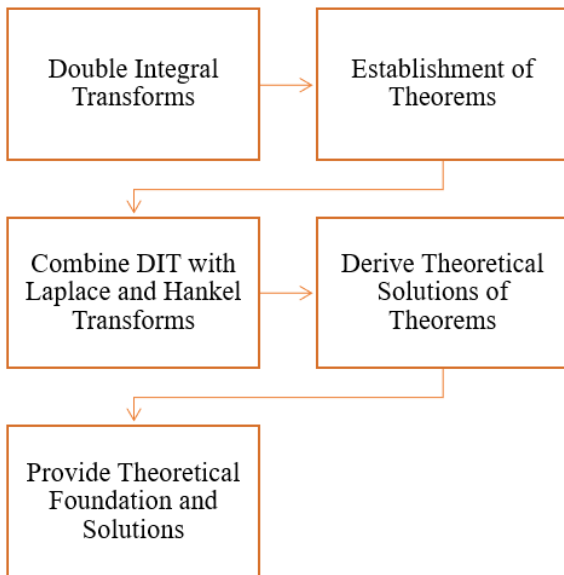 Double Integral
Transforms
Establishment of
Theorems
Combine DIT with
Laplace and Hankel
Transforms
Derive Theoretical
Solutions of
Theorems
Provide Theoretical
Foundation and
Solutions